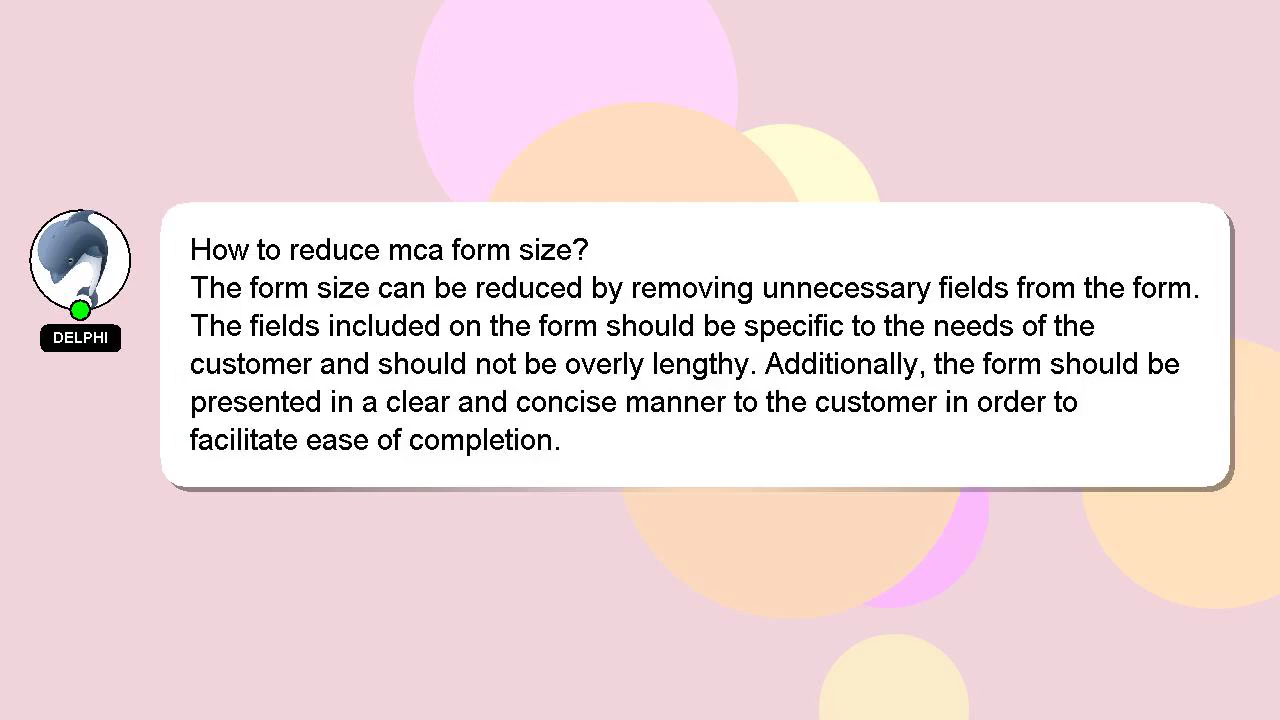 How to reduce mca form size?
The form size can be reduced by removing unnecessary fields from the form.
The fields included on the form should be specific to the needs of the
customer and should not be overly lengthy. Additionally, the form should be
presented in a clear and concise manner to the customer in order to
facilitate ease of completion.
DELPHI